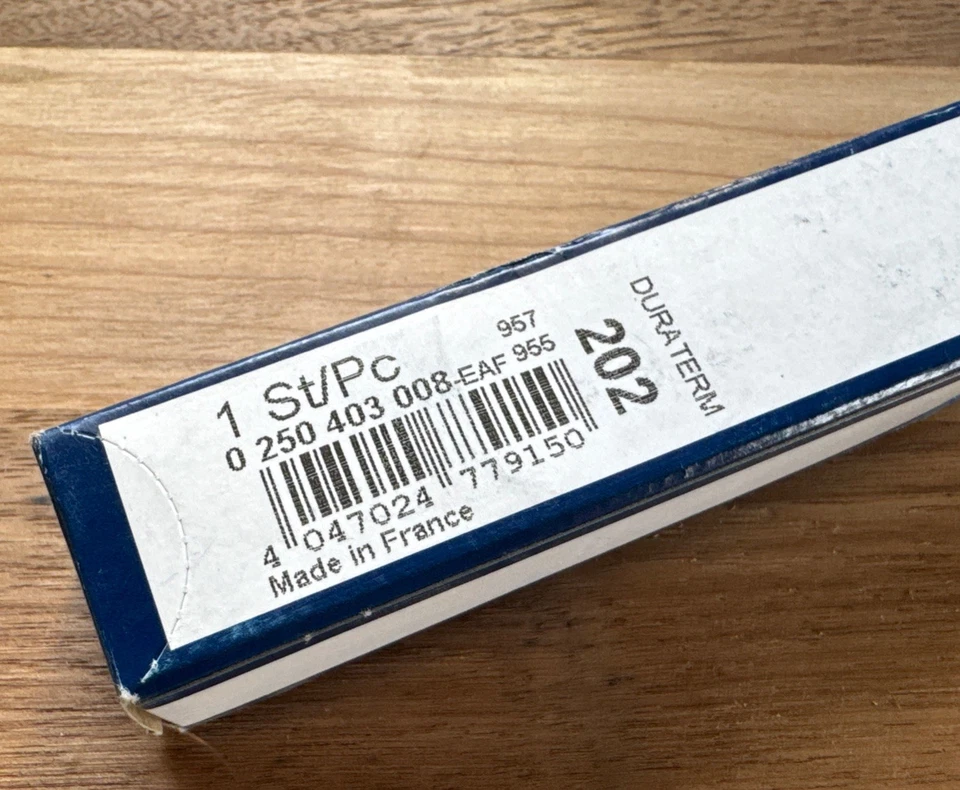 957
1 St/Pc
0 250 403 008-EAF 955
4 047024 779150
Made in France
202
DURATERM